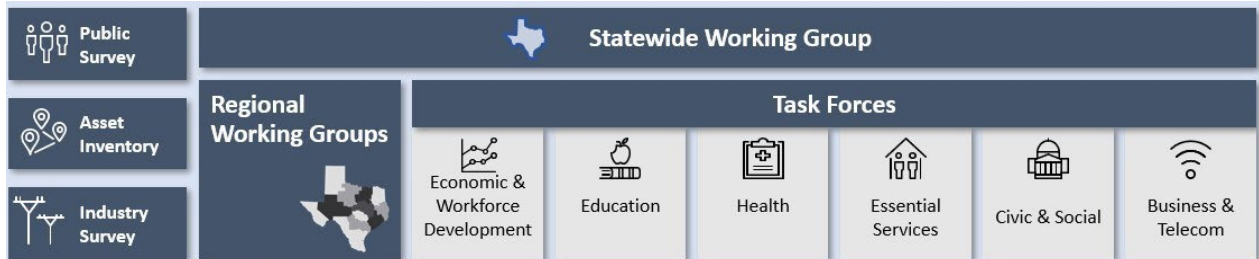 Public
Survey
Statewide Working Group
Asset
Inventory
Regional
Working Groups
Task Forces
Economic &
Workforce
Development
Education
Health
Essential
Services
Civic & Social
Business &
Telecom
Industry
Survey